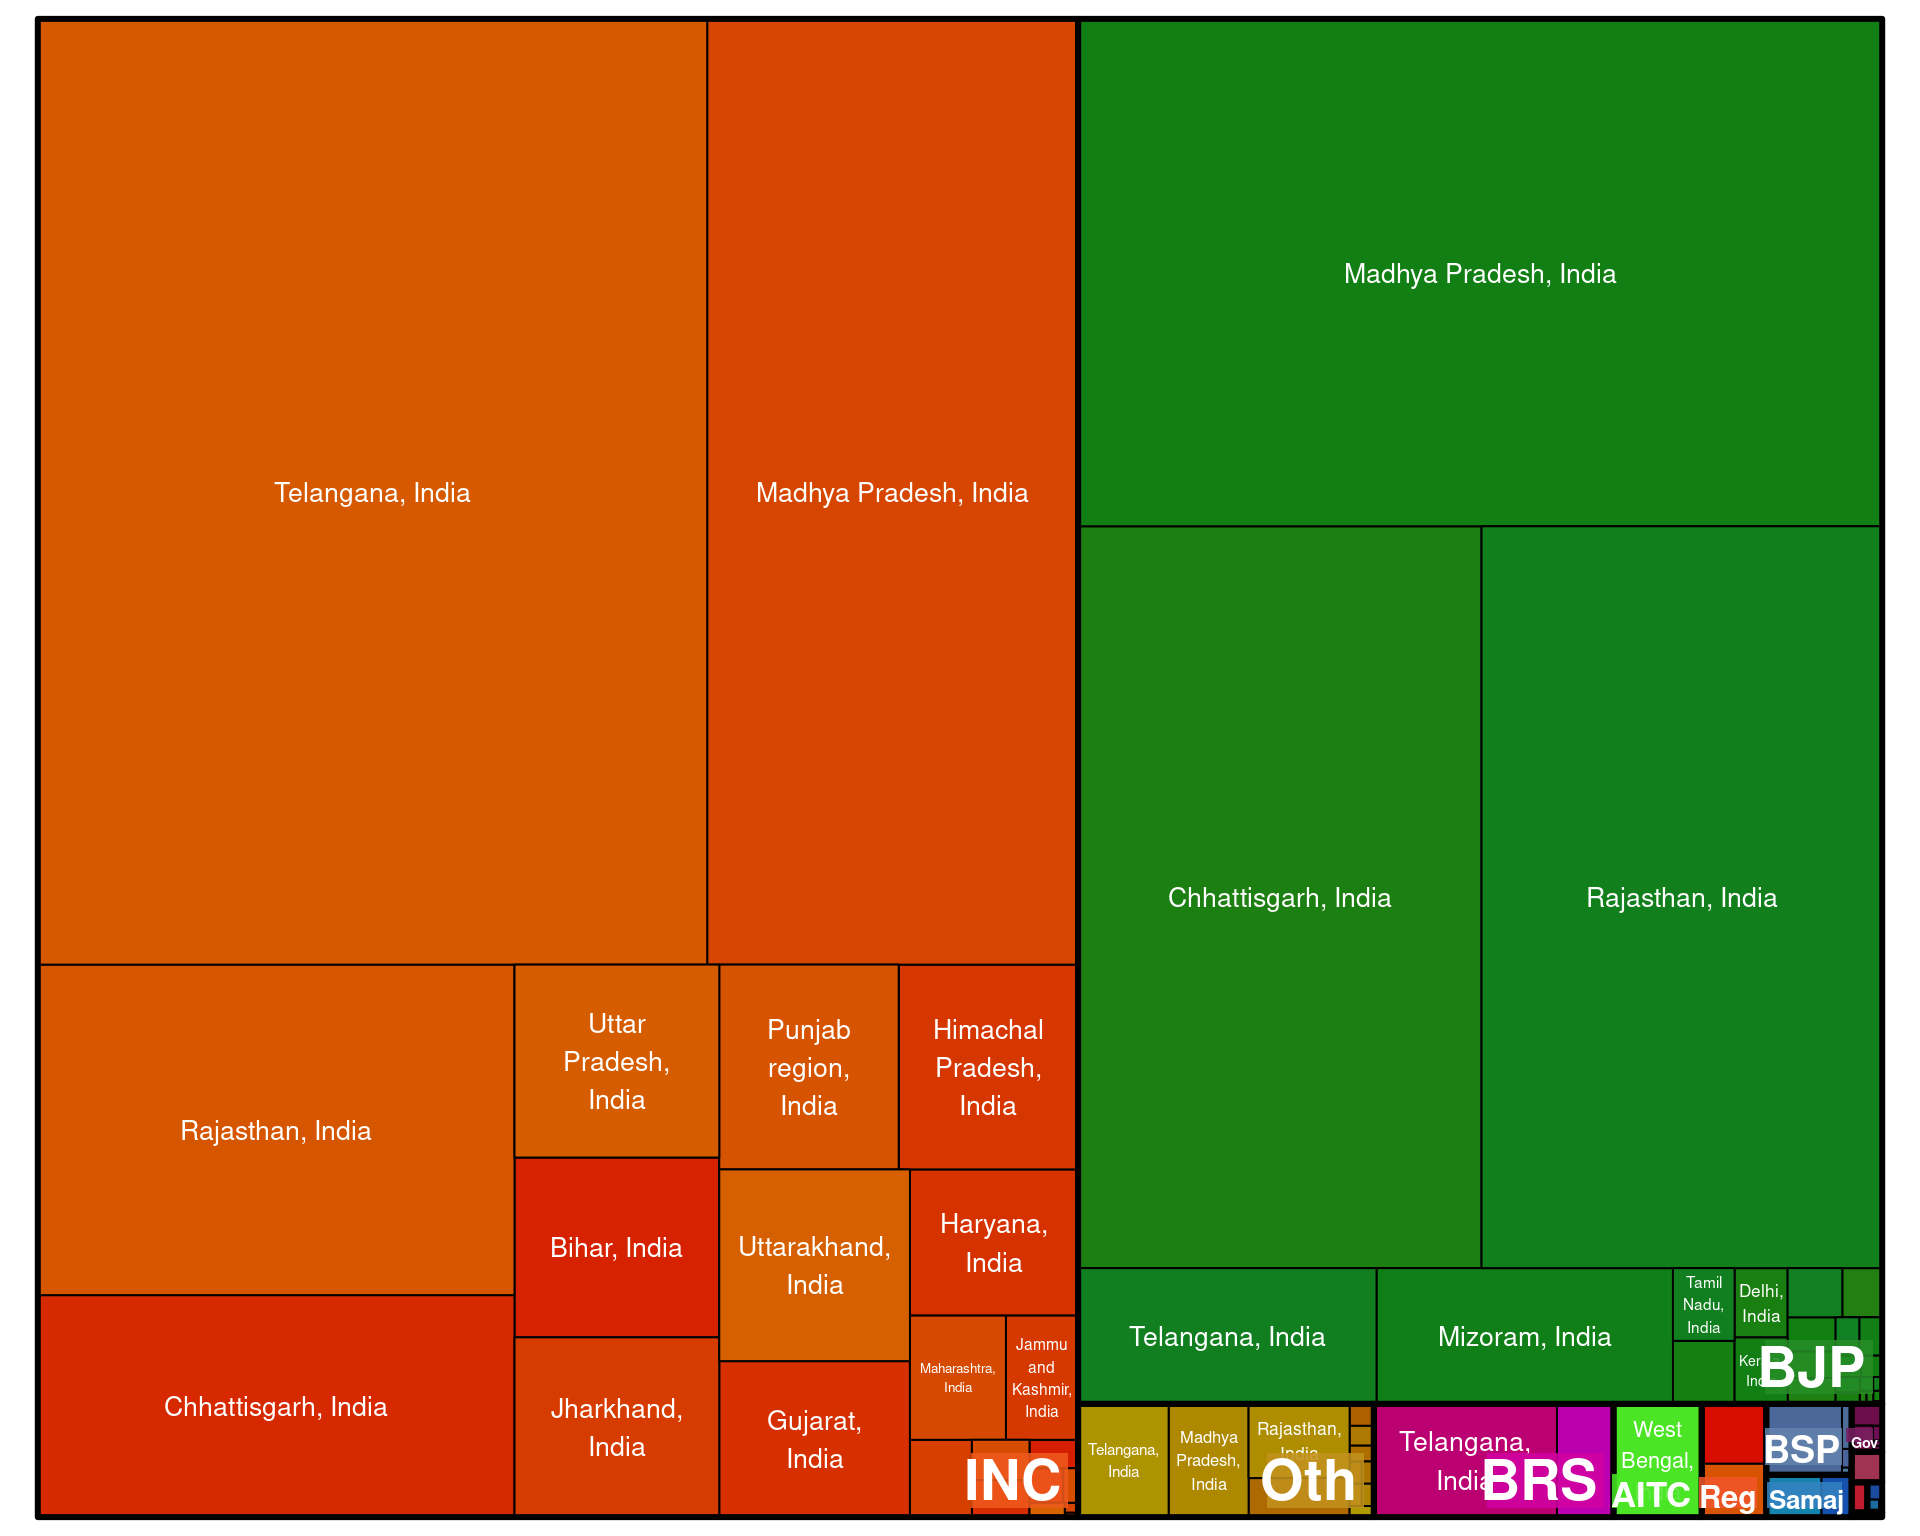 Telangana, India
Madhya Pradesh, India
Rajasthan, India
Chhattisgarh, India
Uttar
Pradesh,
India
Bihar, India
Jharkhand,
India
Punjab
region,
India
Himachal
Pradesh,
India
Uttarakhand,
India
Haryana,
India
Gujarat,
India
Maharashtra,
India
Jammu
and
Kashmir,
India
INC
Madhya Pradesh, India
Chhattisgarh, India
Rajasthan, India
Telangana, India
Mizoram, India
Tamil
Nadu,
India
Delhi,
India
BJP
Telangana,
India
Madhya
Pradesh,
India
Rajasthan,
India
Oth
Telangana,
India
BRS
West
Bengal,
AITC
Reg
BSP
Samaj
Gov